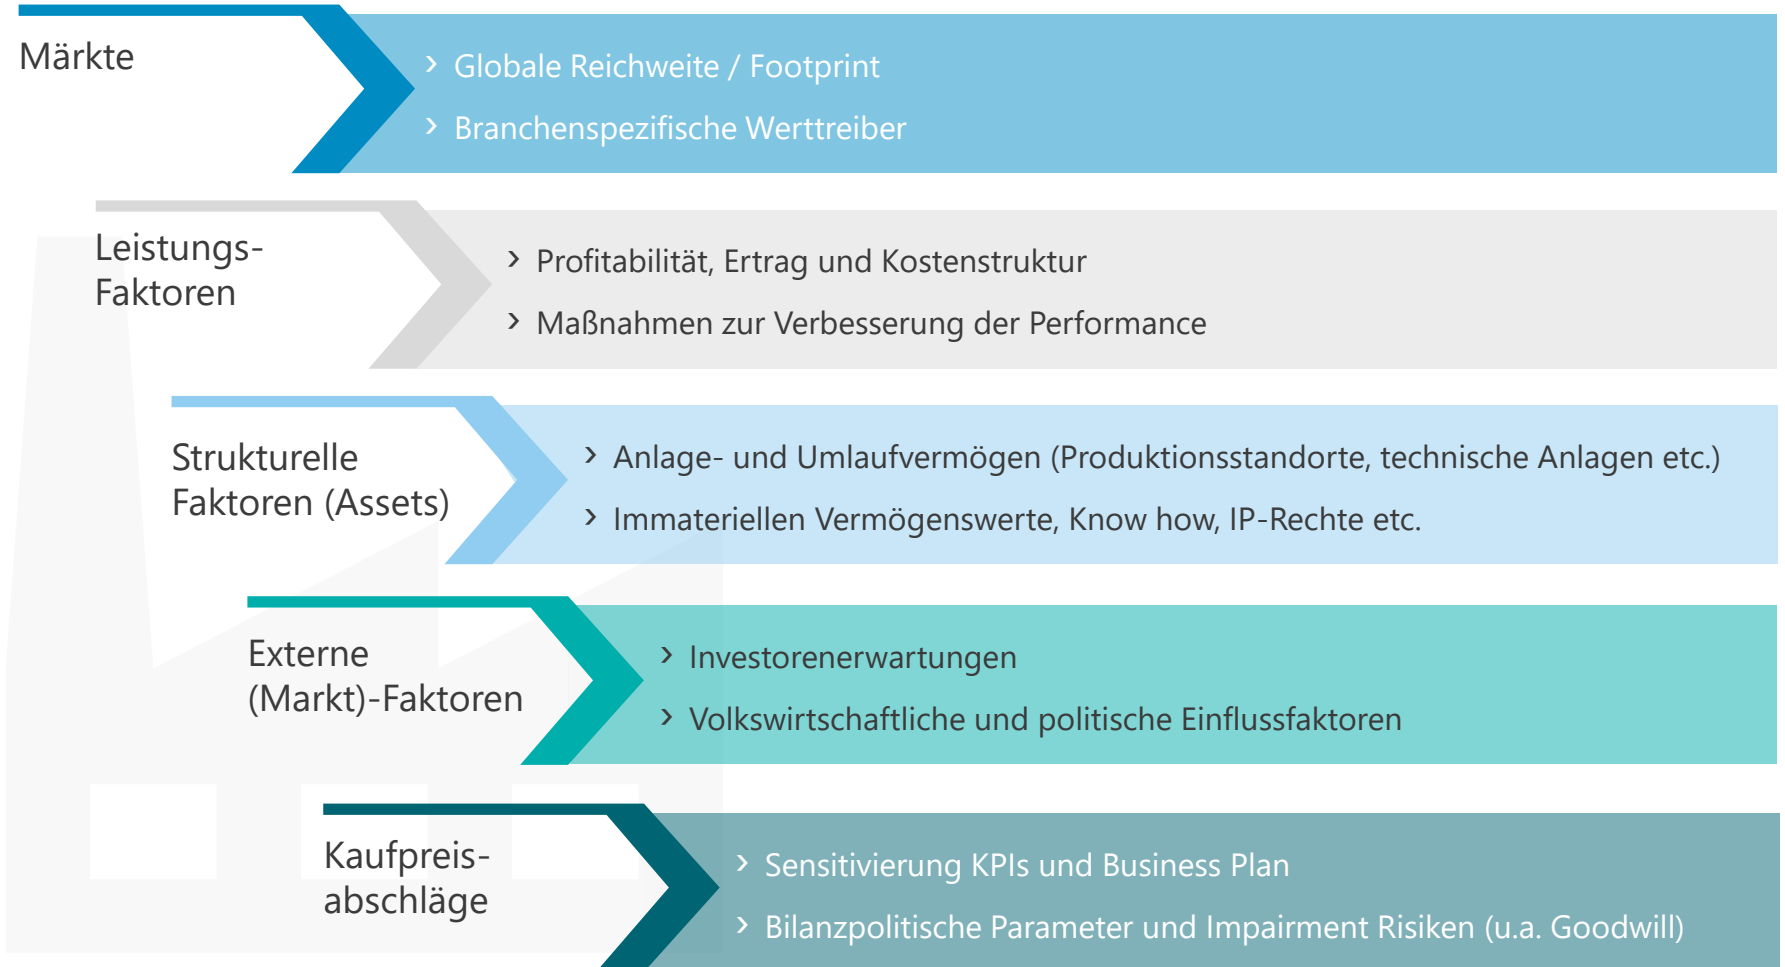 Märkte
› Globale Reichweite / Footprint
› Branchenspezifische Werttreiber
Leistungs-
Faktoren
› Profitabilität, Ertrag und Kostenstruktur
› Maßnahmen zur Verbesserung der Performance
Strukturelle
Faktoren (Assets)
› Anlage- und Umlaufvermögen (Produktionsstandorte, technische Anlagen etc.)
› Immateriellen Vermögenswerte, Know how, IP-Rechte etc.
Externe
(Markt)-Faktoren
› Investorenerwartungen
› Volkswirtschaftliche und politische Einflussfaktoren
Kaufpreis-
abschläge
› Sensitivierung KPIs und Business Plan
› Bilanzpolitische Parameter und Impairment Risiken (u.a. Goodwill)